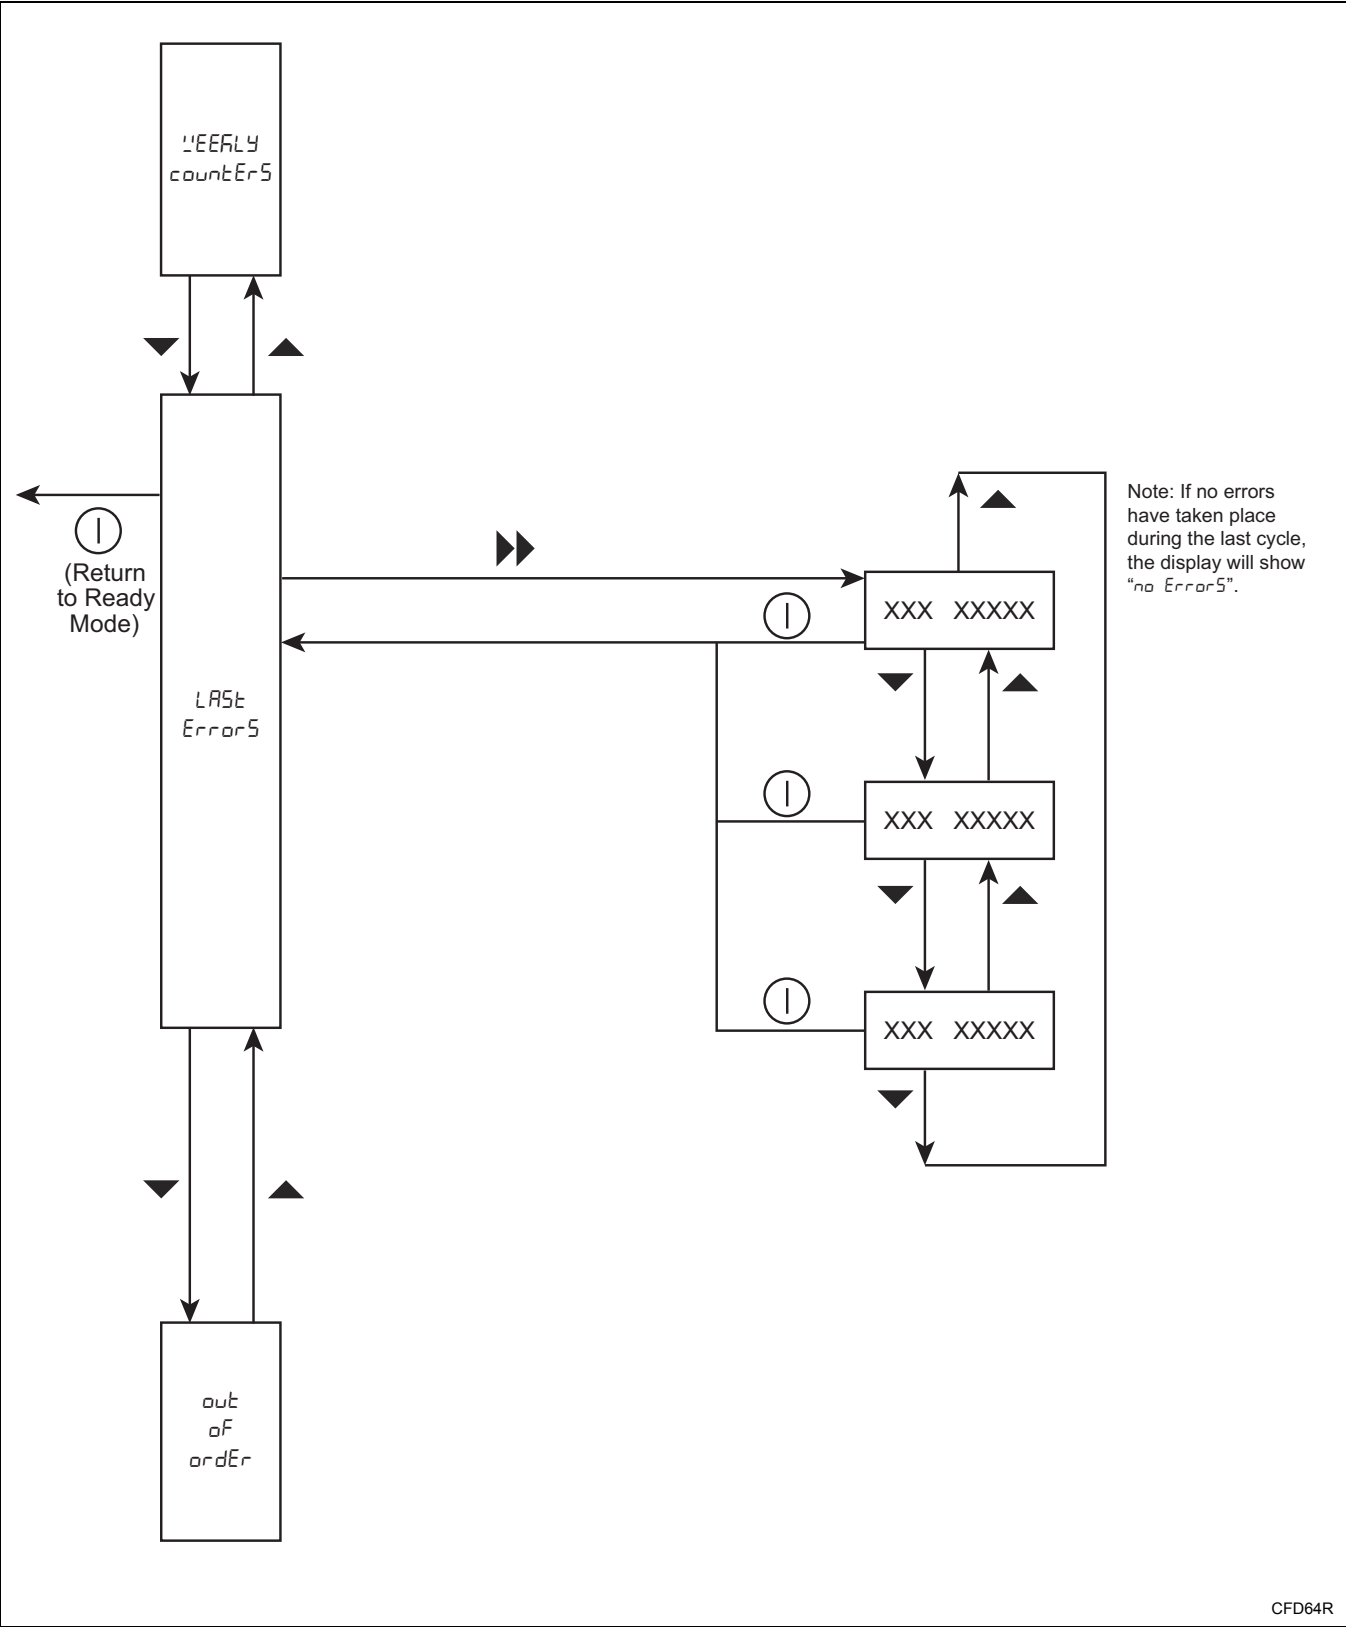 WEEKLY
countErS
(Return
to Ready
Mode)
LASt
ErrorS
XXX XXXXX
XXX XXXXX
XXX XXXXX
Note: If no errors
have taken place
during the last cycle,
the display will show
“no ErrorS”.
out
oF
ordEr
CFD64R